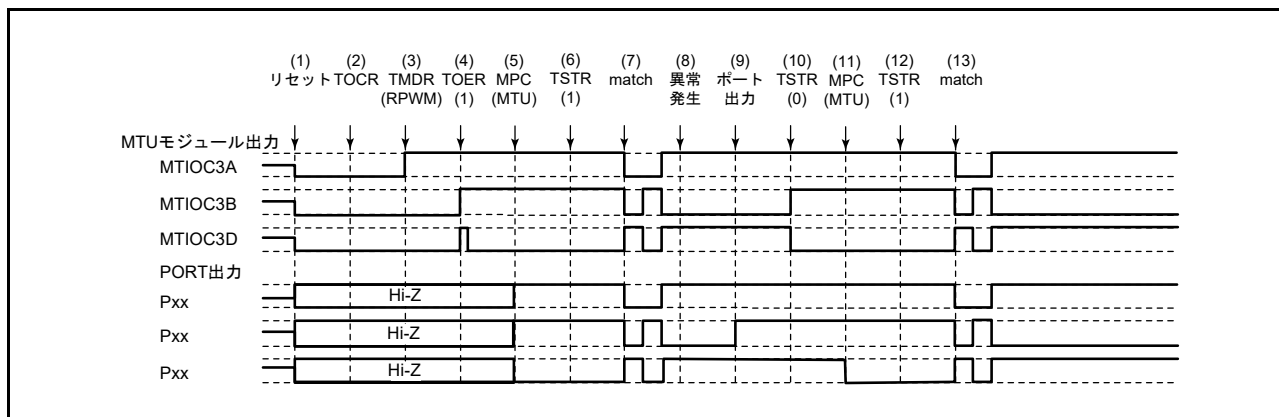 (1) (2) (3) (4) (5) (6) (7) (8) (9) (10) (11) (12) (13)
リセット TOCR TMDR TOER MPC TSTR match 異常 ポート TSTR MPC TSTR match
(RPWM) (1) (MTU) (1) 発生 出力 (0) (MTU) (1)
MTUモジュール出力
MTIOC3A
MTIOC3B
MTIOC3D
PORT出力
Pxx Hi-Z
Pxx Hi-Z
Pxx Hi-Z